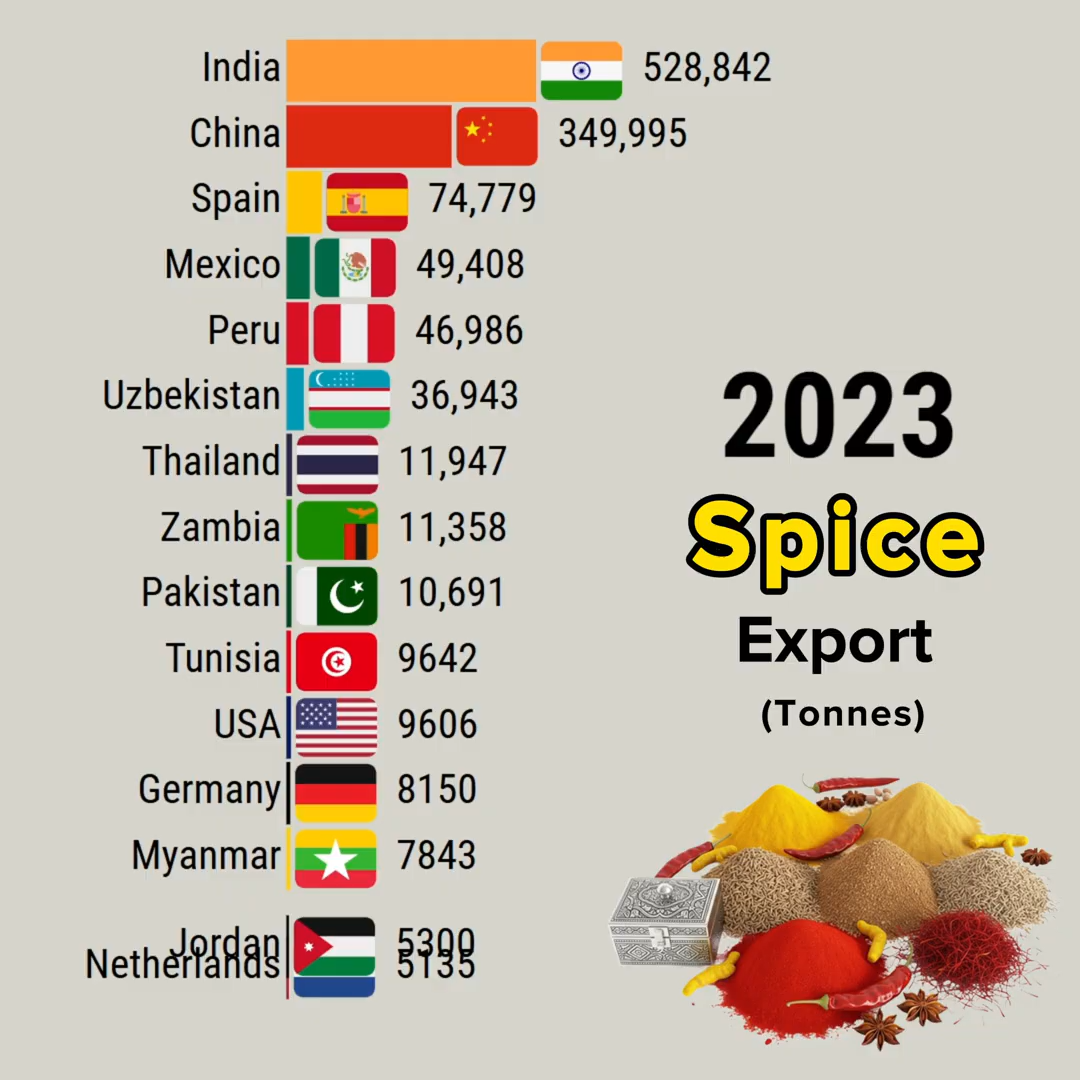 India 528,842
China 349,995
Spain 74,779
Mexico 49,408
Peru 46,986
Uzbekistan 36,943
Thailand 11,947
Zambia 11,358
Pakistan 10,691
Tunisia 9642
USA 9606
Germany 8150
Myanmar 7843
Jordan 5300
Netherlands 5135
2023
Spice
Export
(Tonnes)